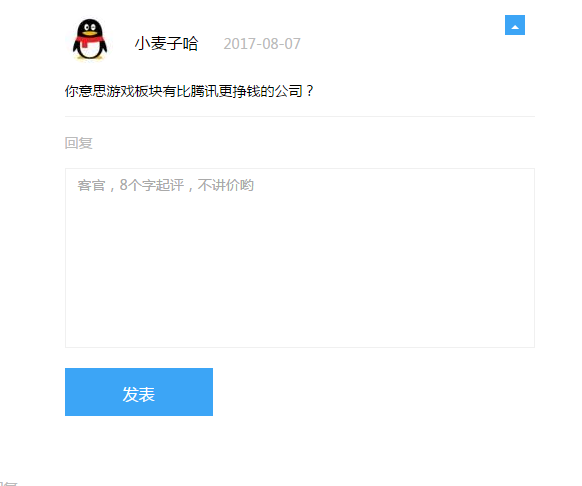 小麦子哈 2017-08-07
你意思游戏板块有比腾讯更挣钱的公司？
回复
客官，8个字起评，不讲价哟
发表